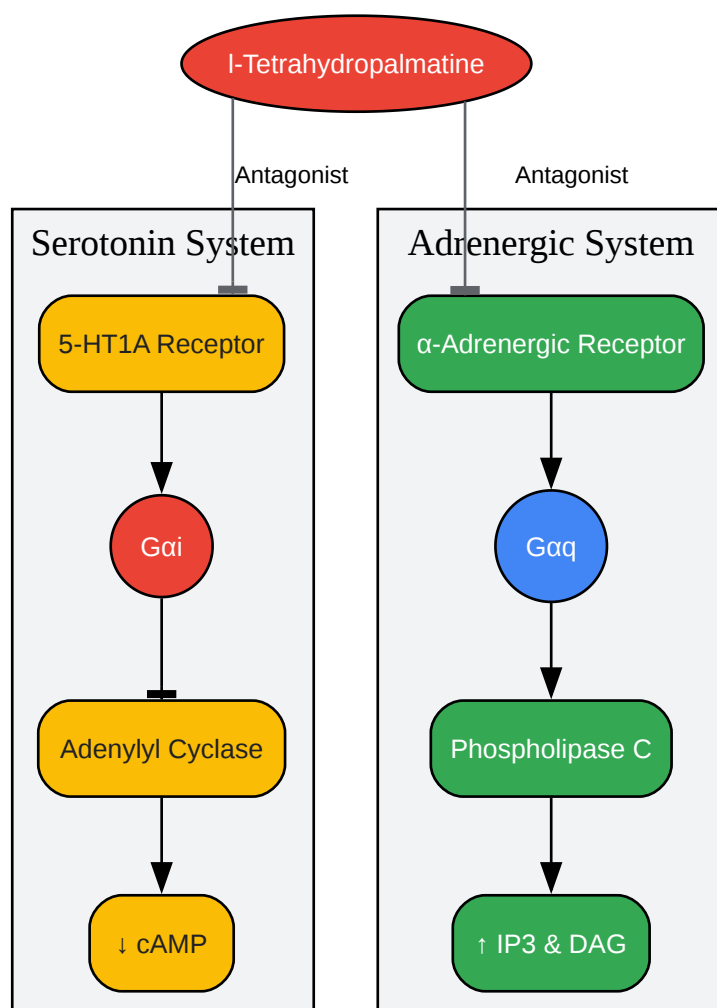 l-Tetrahydropalmatine
Antagonist
Antagonist
Serotonin System
Adrenergic System
5-HT1A Receptor
α-Adrenergic Receptor
Gαi
Gαq
Adenylyl Cyclase
Phospholipase C
↓ cAMP
↑ IP3 & DAG